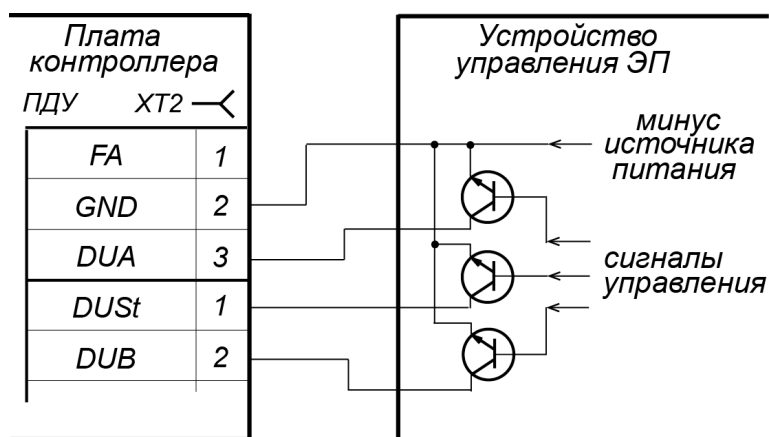 Плата
контроллера
ПДУ XT2
FA 1
GND 2
DUA 3
DUSt 1
DUB 2
Устройство
управления ЭП
минус
источника
питания
сигналы
управления